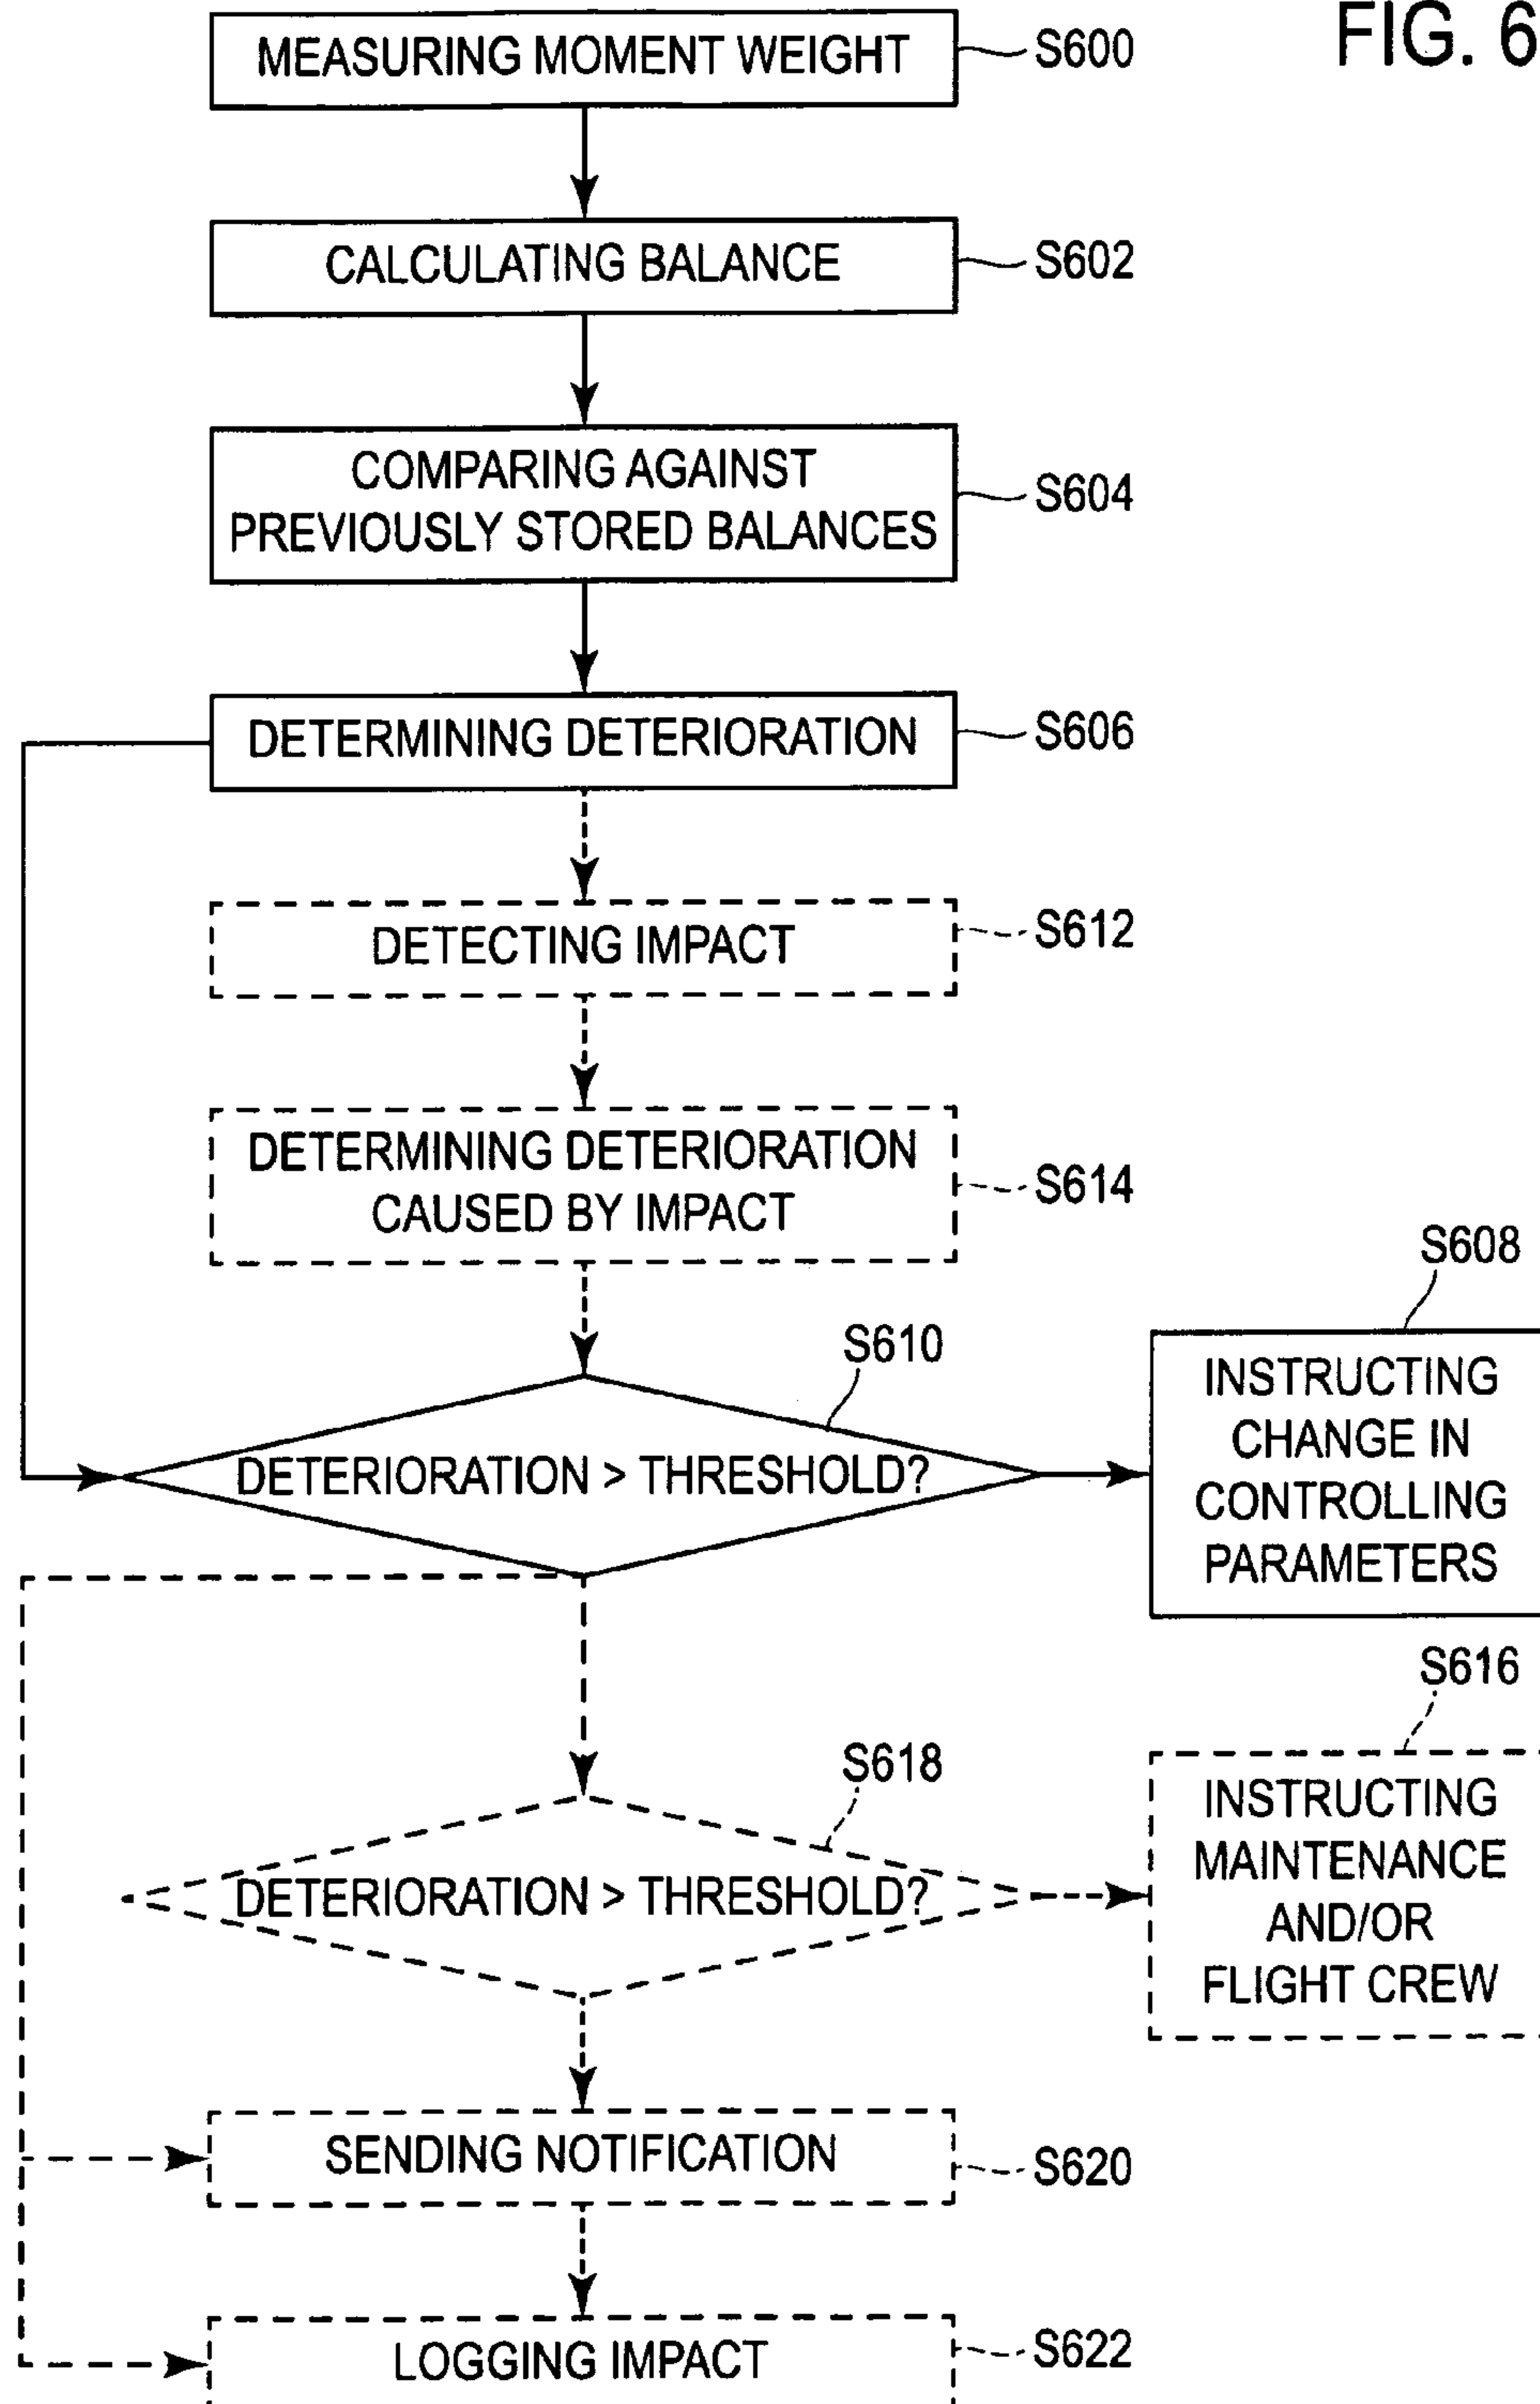 FIG. 6
MEASURING MOMENT WEIGHT
S600
CALCULATING BALANCE
S602
COMPARING AGAINST
PREVIOUSLY STORED BALANCES
S604
DETERMINING DETERIORATION
S606
DETECTING IMPACT
S612
DETERMINING DETERIORATION
CAUSED BY IMPACT
S614
S610
DETERIORATION > THRESHOLD?
S608
INSTRUCTING
CHANGE IN
CONTROLLING
PARAMETERS
S618
DETERIORATION > THRESHOLD?
S616
INSTRUCTING
MAINTENANCE
AND/OR
FLIGHT CREW
SENDING NOTIFICATION
S620
LOGGING IMPACT
S622